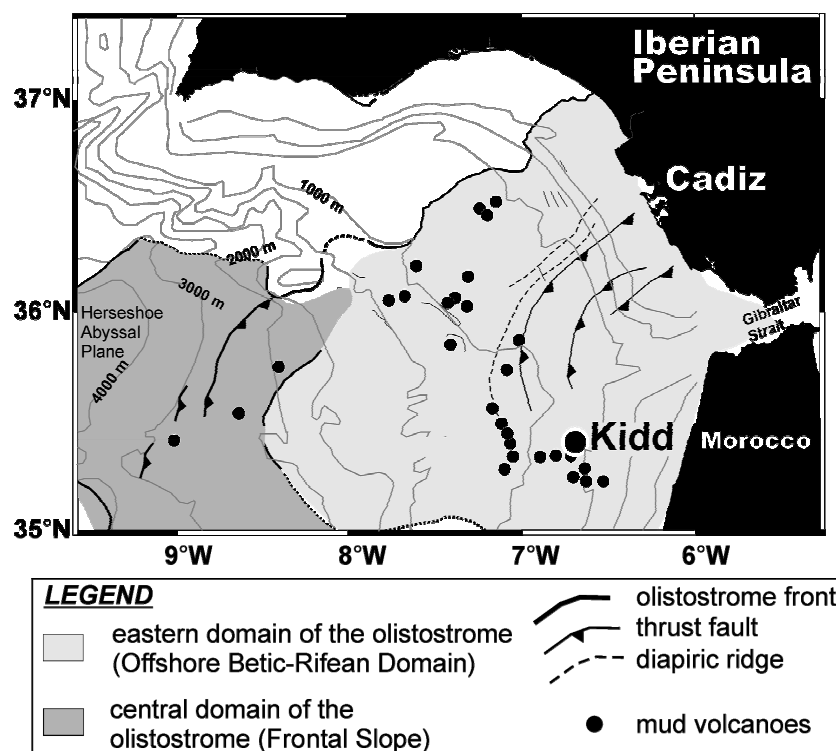 Iberian
Peninsula
37°N
Cadiz
1000 m
2000 m
3000 m
36°N
Herseshoe
Abyssal
Plane
Gibraltar
Strait
4000 m
Kidd
Morocco
35°N
9°W 8°W 7°W 6°W
LEGEND
eastern domain of the olistostrome
(Offshore Betic-Rifean Domain)
central domain of the
olistostrome (Frontal Slope)
olistostrome front
thrust fault
diapiric ridge
mud volcanoes